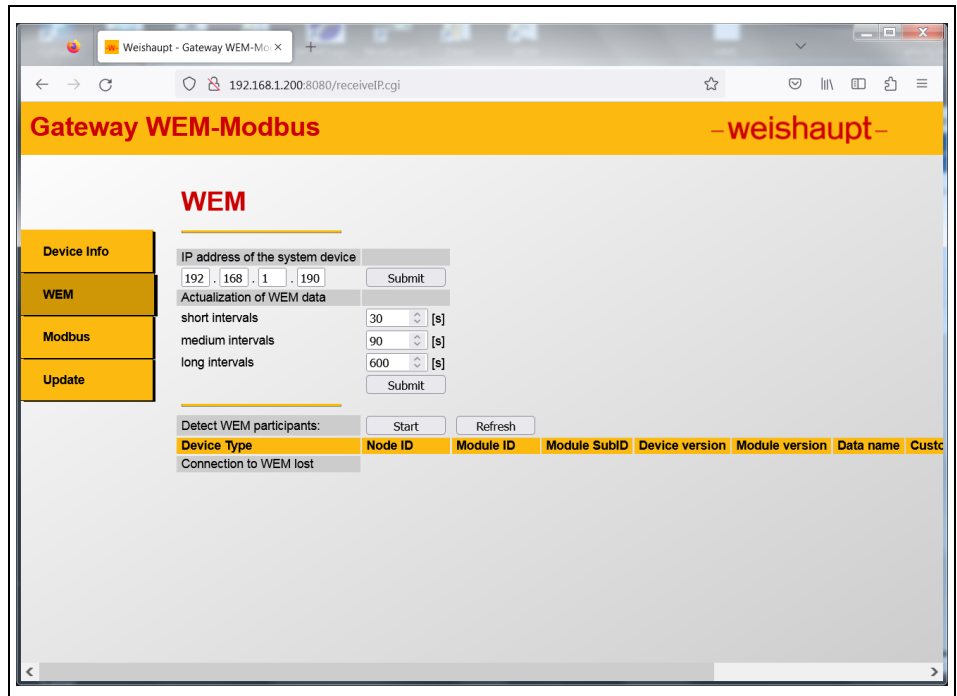 Weishaupt - Gateway WEM-Mo
192.168.1.200:8080/receiveIP.cgi
Gateway WEM-Modbus
-weishaupt-
WEM
Device Info
WEM
Modbus
Update
IP address of the system device
192 . 168 . 1 . 190 Submit
Actualization of WEM data
short intervals 30 [s]
medium intervals 90 [s]
long intervals 600 [s]
Submit
Detect WEM participants: Start Refresh
Device Type Node ID Module ID Module SubID Device version Module version Data name Custo
Connection to WEM lost